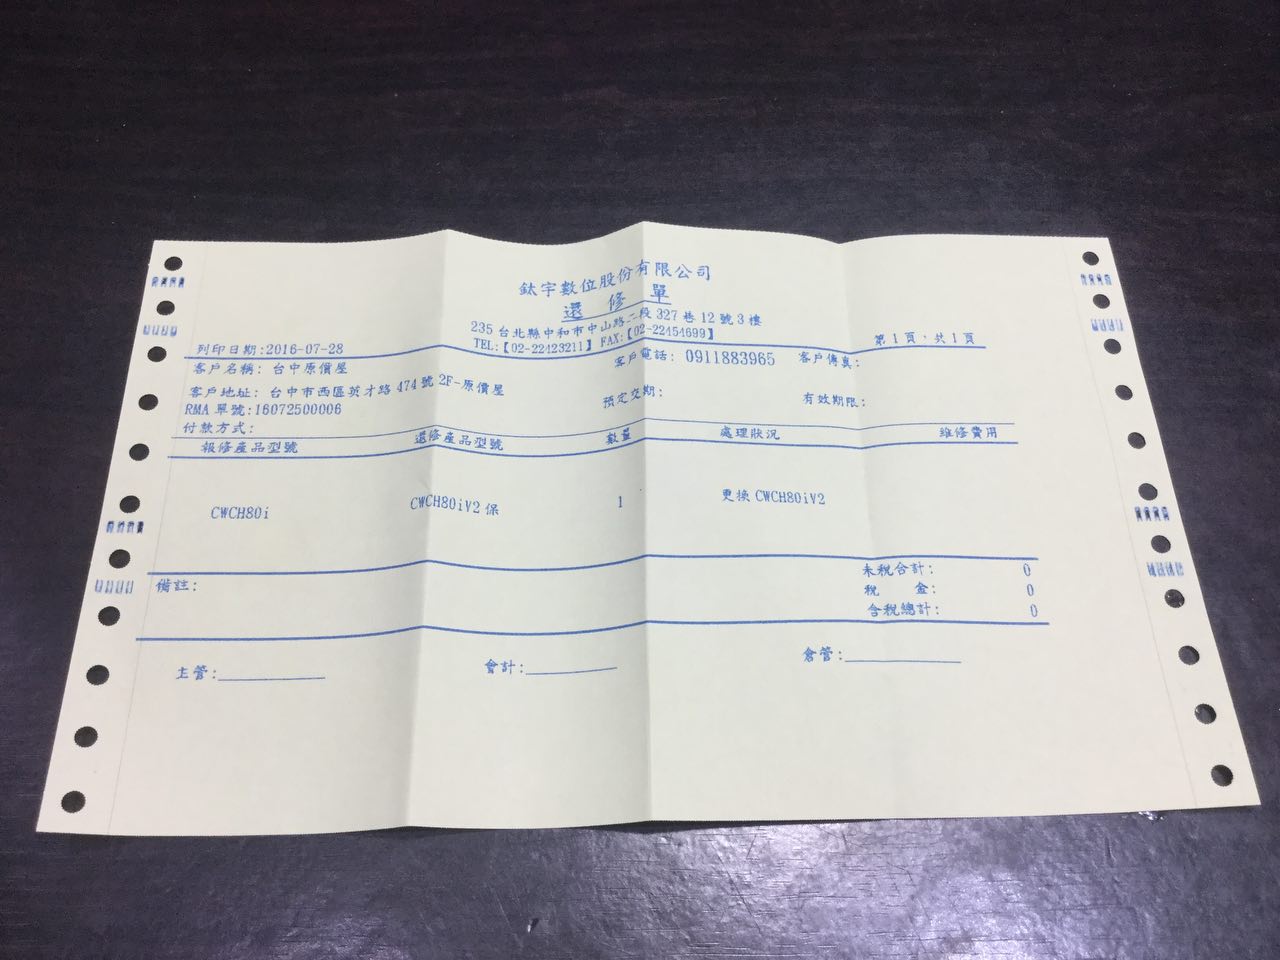 鈦宇數位股份有限公司
還 修 單
235 台北縣中和市中山路二段 327 巷 12 號 3 樓
TEL:【02-22423211】 FAX:【02-22454699】
列印日期:2016-07-28
第 1 頁，共 1 頁
客戶名稱: 台中原價屋 客戶電話: 0911883965 客戶傳真:
客戶地址: 台中市西區英才路 474 號 2F-原價屋
RMA 單號:16072500006 預定交期: 有效期限:
付款方式:
報修產品型號 還修產品型號 數量 處理狀況 維修費用
CWCH80i CWCH80iV2 保 1 更換 CWCH80iV2
備註: 未稅合計: 0
稅 金: 0
含稅總計: 0
主管: 會計: 倉管: